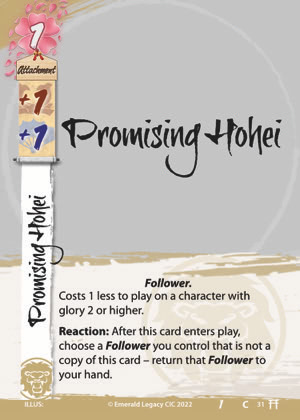 1
Attachment
+1
+1
Promising Hohei
Promising Hohei
Follower.
Costs 1 less to play on a character with
glory 2 or higher.
Reaction: After this card enters play,
choose a Follower you control that is not a
copy of this card – return that Follower to
your hand.
ILLUS:
© Emerald Legacy CIC 2022
1 C 31